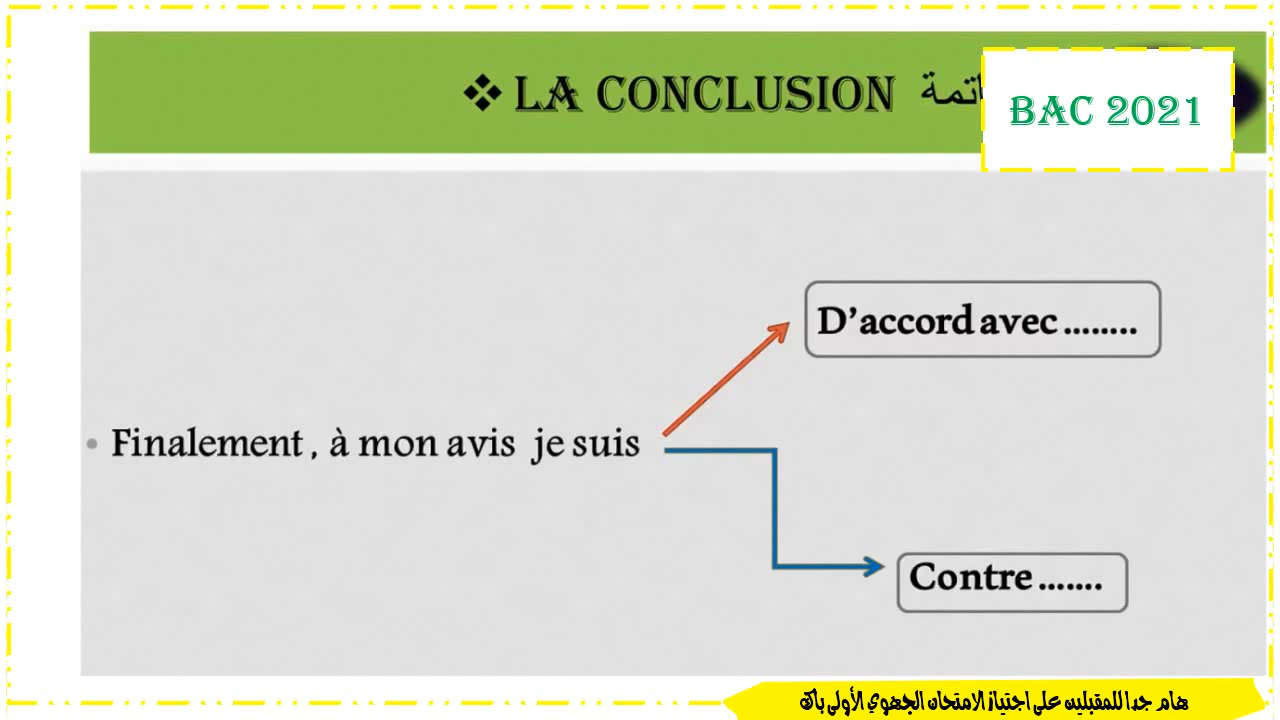 ❖ LA CONCLUSION
BAC 2021
D’accord avec ........
• Finalement , à mon avis je suis
Contre .......
هام جدا للمقبلين على اجتياز الامتحان الجهوي الأولى باك